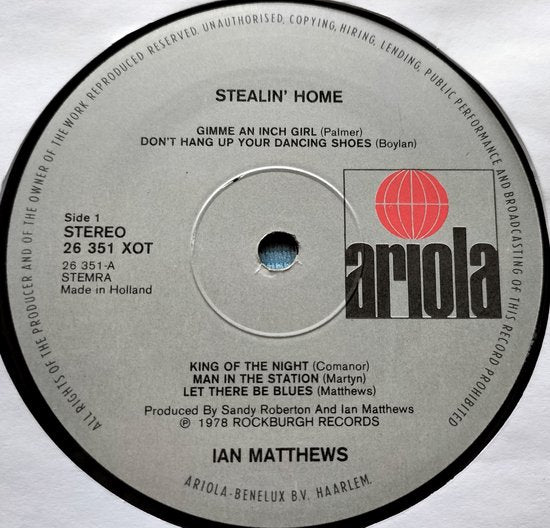 ALL RIGHTS OF THE PRODUCER AND OF THE OWNER OF THE WORK REPRODUCED RESERVED. UNAUTHORISED, COPYING, HIRING, LENDING, PUBLIC PERFORMANCE AND BROADCASTING OF THIS RECORD PROHIBITED
STEALIN' HOME
GIMME AN INCH GIRL (Palmer)
DON'T HANG UP YOUR DANCING SHOES (Boylan)
Side 1
STEREO
26 351 XOT
26 351-A
STEMRA
Made in Holland
ariola
KING OF THE NIGHT (Comanor)
MAN IN THE STATION (Martyn)
LET THERE BE BLUES (Matthews)
Produced By Sandy Roberton And Ian Matthews
℗ 1978 ROCKBURGH RECORDS
IAN MATTHEWS
ARIOLA-BENELUX B.V. HAARLEM.